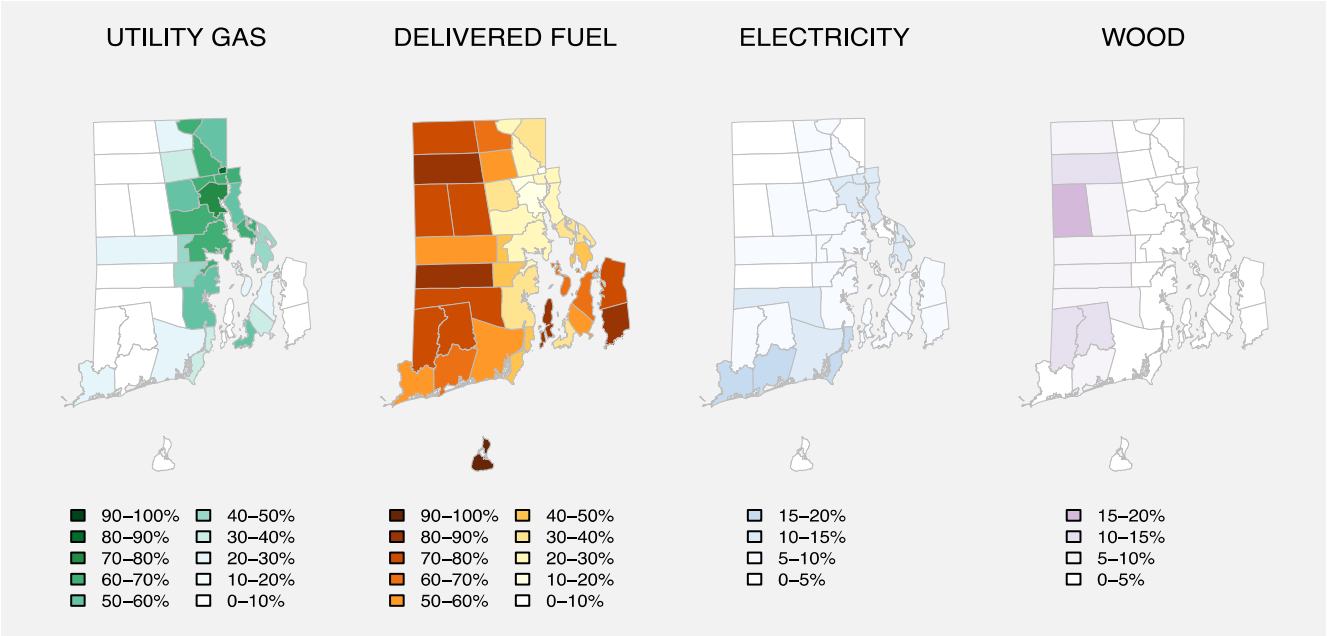 UTILITY GAS DELIVERED FUEL ELECTRICITY WOOD
90–100% 40–50% 90–100% 40–50% 15–20% 15–20%
80–90% 30–40% 80–90% 30–40% 10–15% 10–15%
70–80% 20–30% 70–80% 20–30% 5–10% 5–10%
60–70% 10–20% 60–70% 10–20% 0–5% 0–5%
50–60% 0–10% 50–60% 0–10%